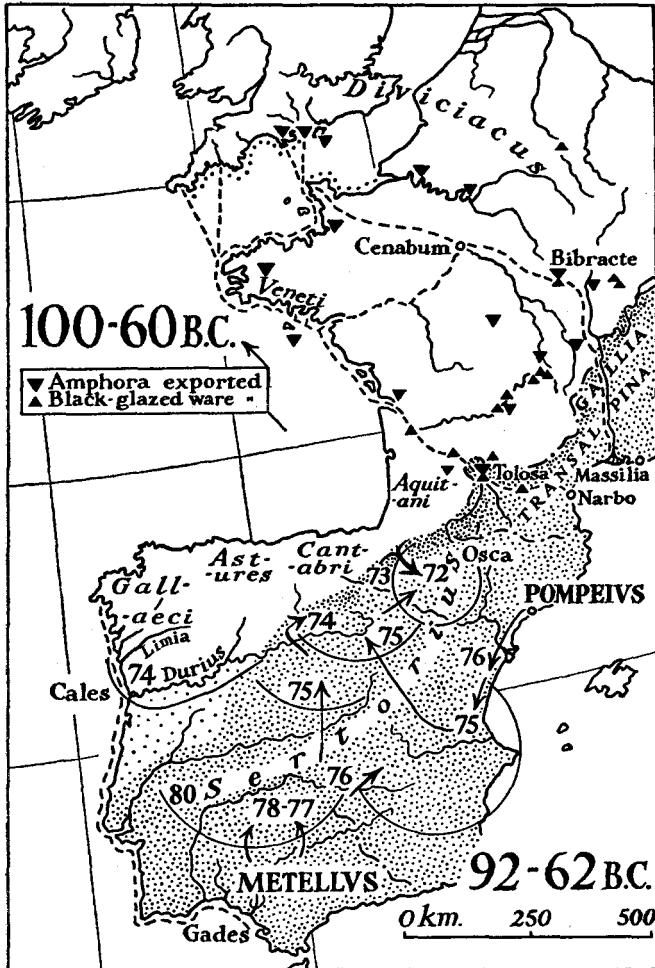 Diviciacus
Cenabum
Bibracte
Veneti
100-60 B.C.
▼ Amphora exported
▲ Black-glazed ware "
GALLIA
TRANSALPINA
Tolosa
Massilia
Narbo
Aquit-
ani
Cant-
abri
Ast-
-ures
Gall-
-aeci
Osca
73
72
POMPEIVS
Limia
74
74 Durius
75
76
Cales
75
75
Sertorius
76
80
78-77
METELLVS
92-62 B.C.
Gades
0 km. 250 500